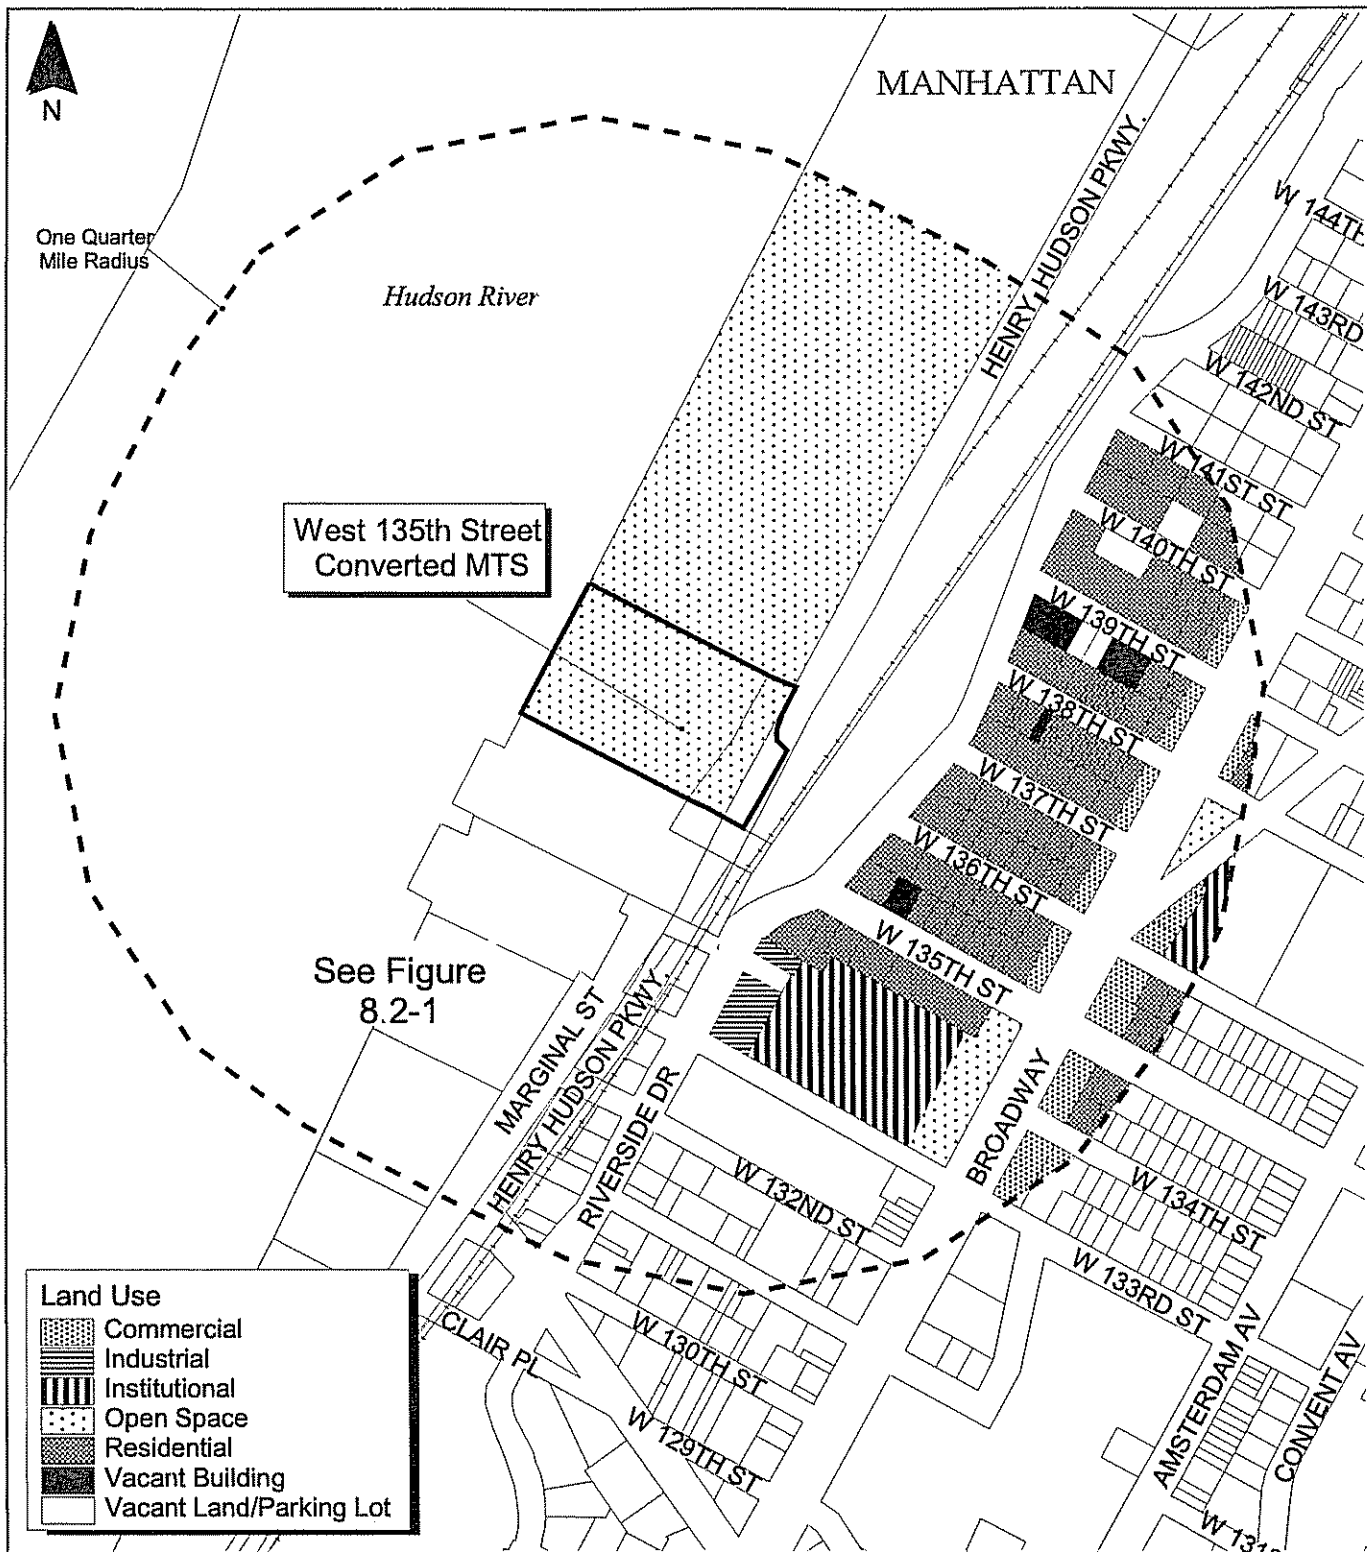 MANHATTAN
N
HENRY HUDSON PKWY.
W 144TH
One Quarter
Mile Radius
Hudson River
W 143RD
W 142ND ST
W 141ST ST
West 135th Street
Converted MTS
W 140TH ST
W 139TH ST
W 138TH ST
W 137TH ST
W 136TH ST
W 135TH ST
See Figure
8.2-1
MARGINAL ST
HENRY HUDSON PKWY.
RIVERSIDE DR
BROADWAY
W 132ND ST
W 134TH ST
W 133RD ST
Land Use
Commercial
Industrial
Institutional
Open Space
Residential
Vacant Building
Vacant Land/Parking Lot
CLAIR PL
W 130TH ST
W 129TH ST
AMSTERDAM AV
CONVENT AV